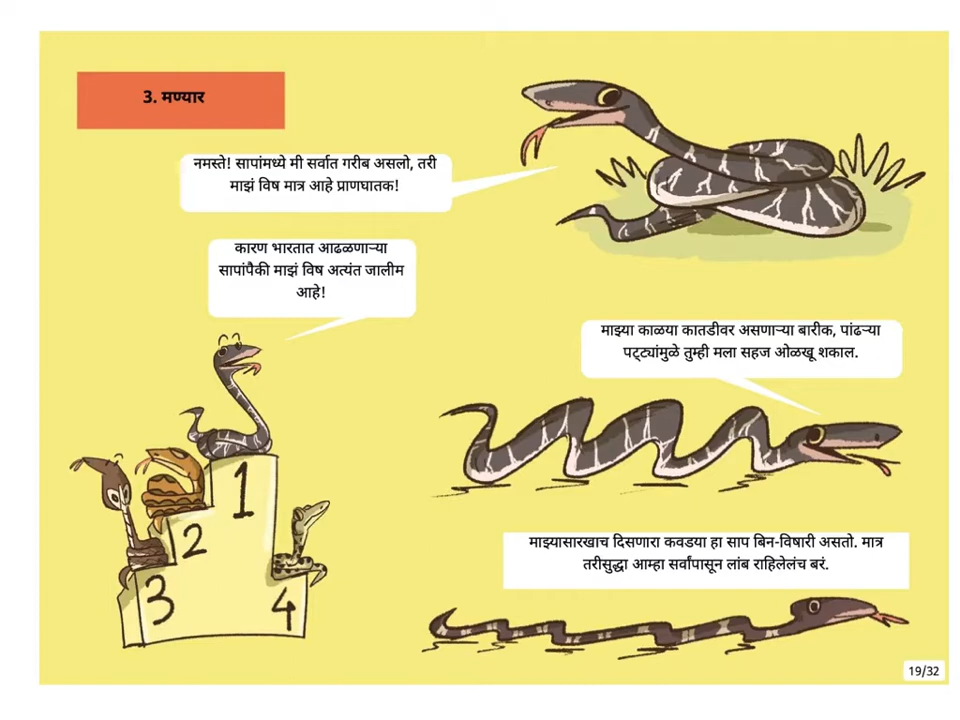 3. मण्यार
नमस्ते! सापांमध्ये मी सर्वात गरीब असलो, तरी
माझं विष मात्र आहे प्राणघातक!
कारण भारतात आढळणाऱ्या
सापांपैकी माझं विष अत्यंत जालीम
आहे!
माझ्या काळया कातडीवर असणाऱ्या बारीक, पांढऱ्या
पट्ट्यांमुळे तुम्ही मला सहज ओळखू शकाल.
1
2
3
4
माझ्यासारखाच दिसणारा कवडया हा साप बिन-विषारी असतो. मात्र
तरीसुद्धा आम्हा सर्वांपासून लांब राहिलेलंच बरं.
19/32